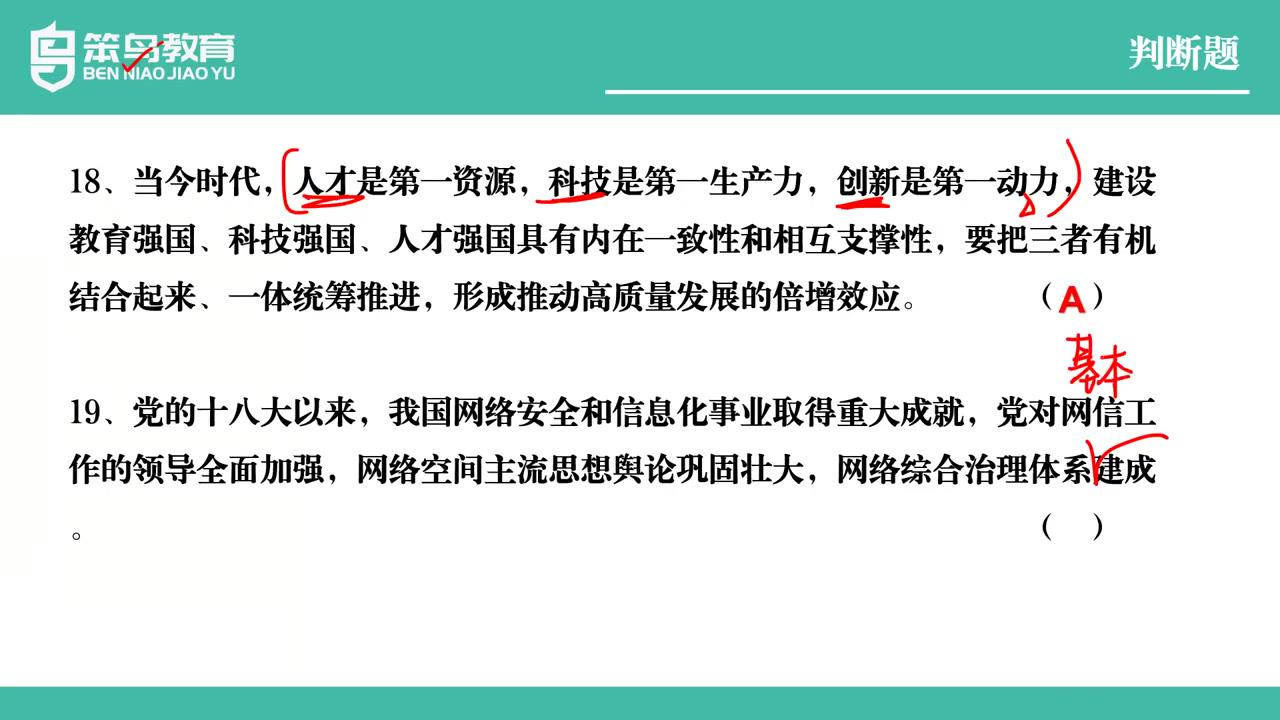 笨鸟教育
BEN NIAO JIAO YU
判断题
18、当今时代，人才是第一资源，科技是第一生产力，创新是第一动力，建设
教育强国、科技强国、人才强国具有内在一致性和相互支撑性，要把三者有机
结合起来、一体统筹推进，形成推动高质量发展的倍增效应。 （A）
基本
19、党的十八大以来，我国网络安全和信息化事业取得重大成就，党对网信工
作的领导全面加强，网络空间主流思想舆论巩固壮大，网络综合治理体系建成
。 （ ）